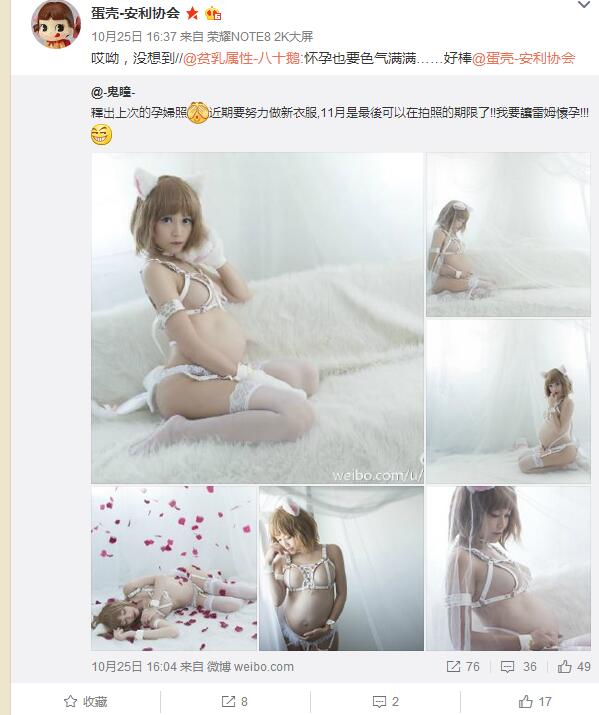 蛋壳-安利协会
10月25日 16:37 来自 荣耀NOTE8 2K大屏
哎呦，没想到//@贫乳属性-八十鹅:怀孕也要色气满满……好棒@蛋壳-安利协会
@-鬼瞳-
釋出上次的孕婦照近期要努力做新衣服,11月是最後可以在拍照的期限了!!我要讓雷姆懷孕!!!
weibo.com/u/
10月25日 16:04 来自 微博 weibo.com
76 36 49
收藏 8 2 17